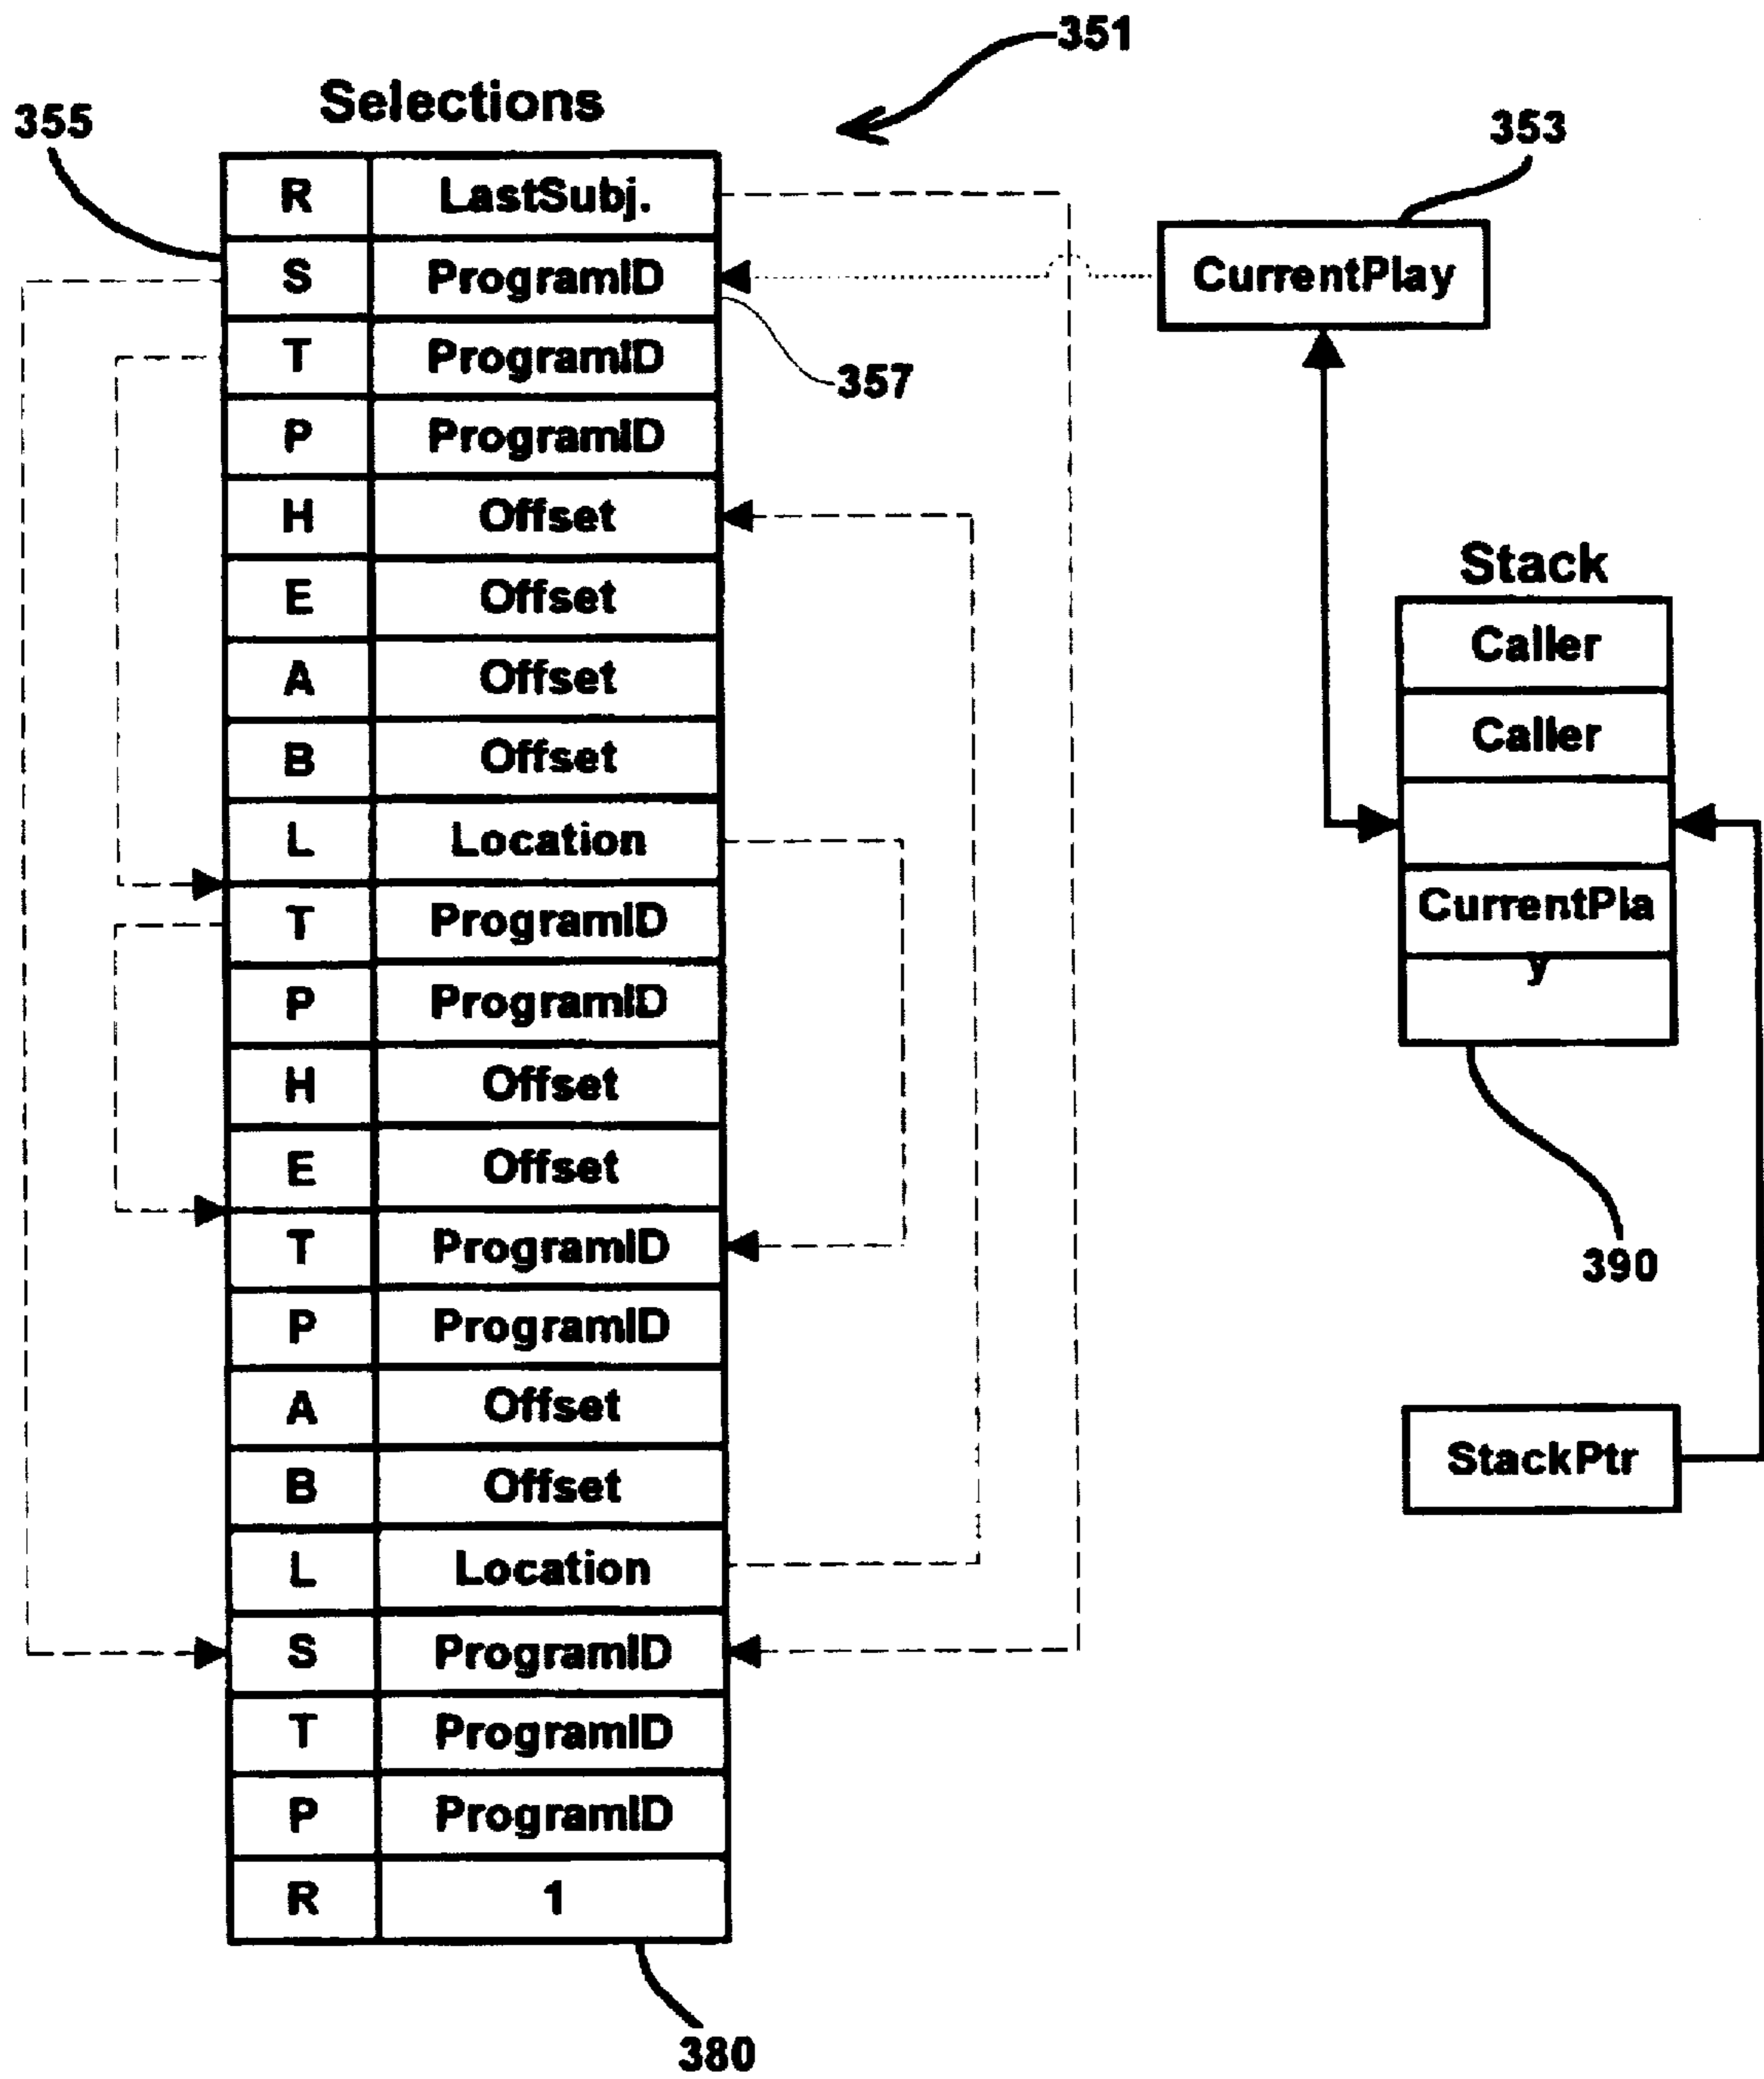 351
Selections
355
353
R LastSubj.
S ProgramID
CurrentPlay
T ProgramID
357
P ProgramID
H Offset
E Offset
A Offset
B Offset
L Location
T ProgramID
P ProgramID
H Offset
E Offset
T ProgramID
P ProgramID
A Offset
B Offset
L Location
S ProgramID
T ProgramID
P ProgramID
R 1
380
Stack
Caller
Caller
CurrentPla
y
390
StackPtr